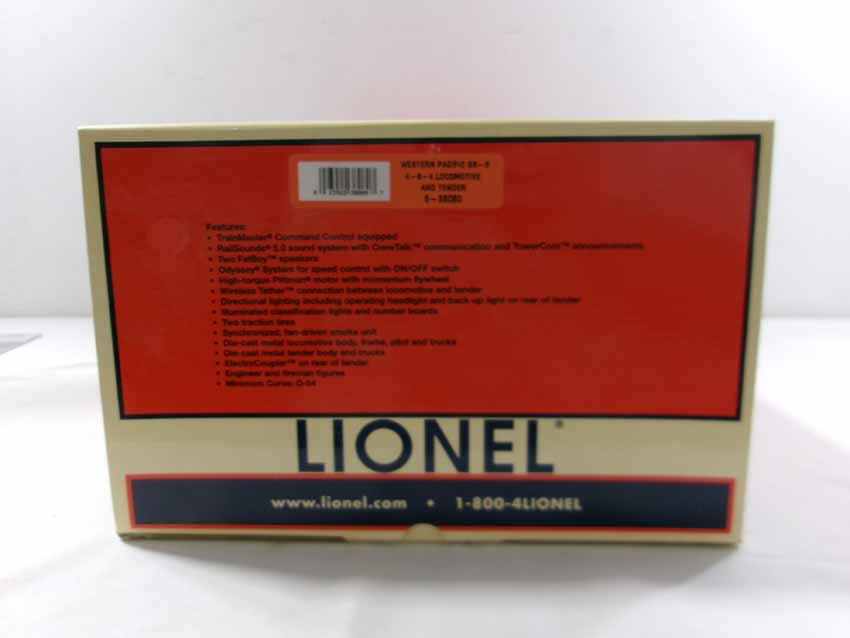 WESTERN PACIFIC GS-6
4-8-4 LOCOMOTIVE
AND TENDER
6-38080
Features:
• TrainMaster® Command Control equipped
• RailSounds® 5.0 sound system with CrewTalk™ communication and TowerCom™ announcements
• Two FatBoy™ speakers
• Odyssey® System for speed control with ON/OFF switch
• High-torque Pittman® motor with momentum flywheel
• Wireless Tether™ connection between locomotive and tender
• Directional lighting including operating headlight and back-up light on rear of tender
• Illuminated classification lights and number boards
• Two traction tires
• Synchronized, fan-driven smoke unit
• Die-cast metal locomotive body, frame, pilot and trucks
• Die-cast metal tender body and trucks
• ElectroCoupler™ on rear of tender
• Engineer and fireman figures
• Minimum Curve: O-54
LIONEL®
www.lionel.com • 1-800-4LIONEL